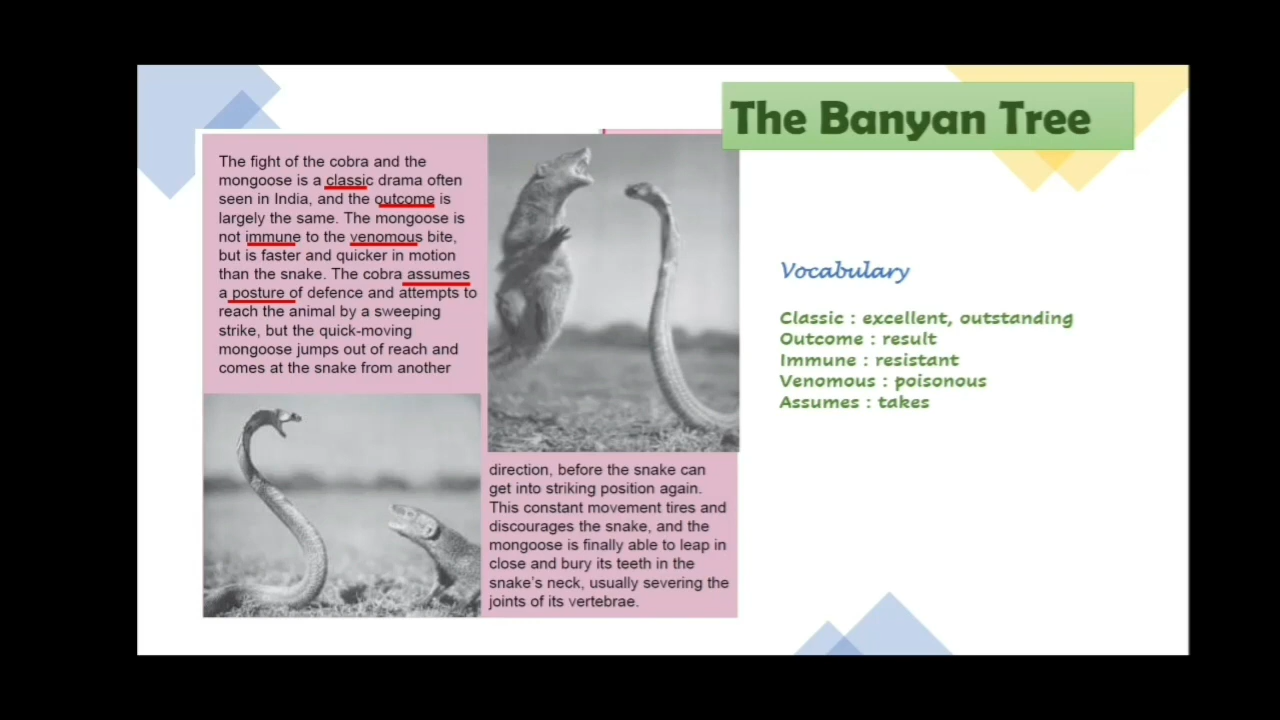 The Banyan Tree
The fight of the cobra and the
mongoose is a classic drama often
seen in India, and the outcome is
largely the same. The mongoose is
not immune to the venomous bite,
but is faster and quicker in motion
than the snake. The cobra assumes
a posture of defence and attempts to
reach the animal by a sweeping
strike, but the quick-moving
mongoose jumps out of reach and
comes at the snake from another
direction, before the snake can
get into striking position again.
This constant movement tires and
discourages the snake, and the
mongoose is finally able to leap in
close and bury its teeth in the
snake's neck, usually severing the
joints of its vertebrae.
Vocabulary
Classic : excellent, outstanding
Outcome : result
Immune : resistant
Venomous : poisonous
Assumes : takes